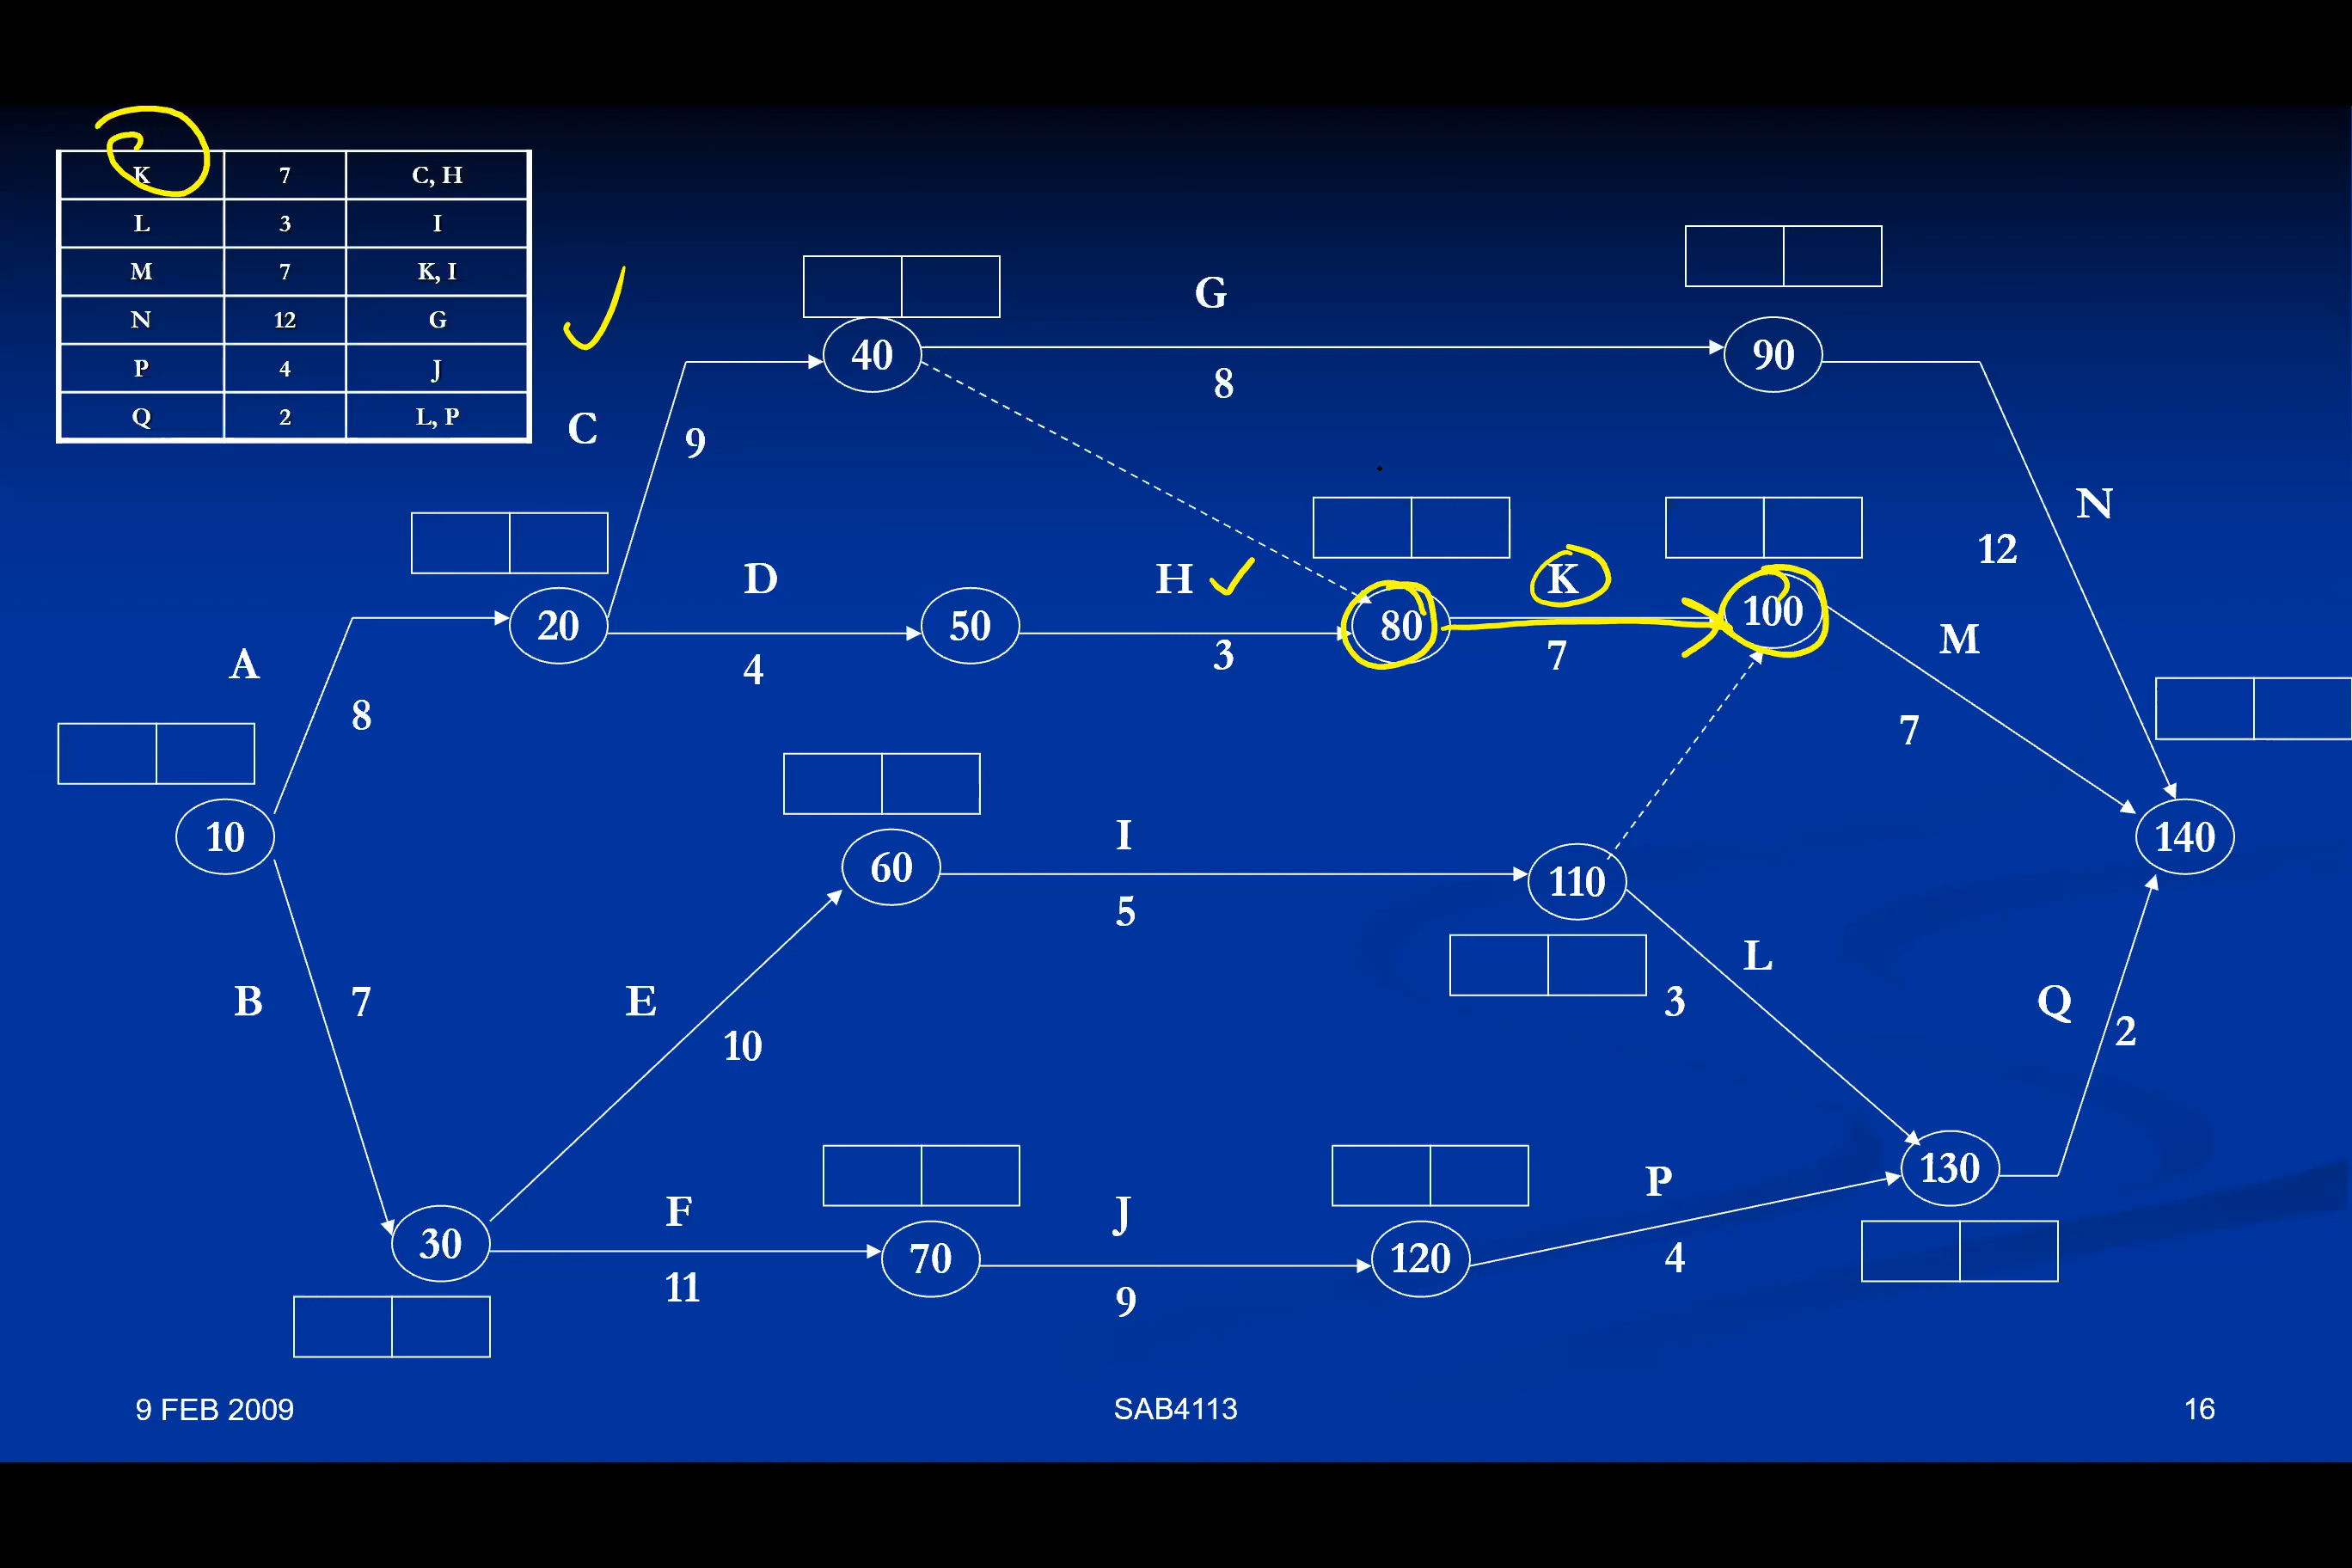 K 7 C, H
L 3 I
M 7 K, I
N 12 G
P 4 J
Q 2 L, P
G
40 90
8
C
9
N
12
D H K
20 50 80 100
4 3 7
M
A
8
7
10 140
I
60 110
5
L
B 7 E 3 Q
10 2
P
130
F J
30 70 120
11 9 4
9 FEB 2009 SAB4113 16